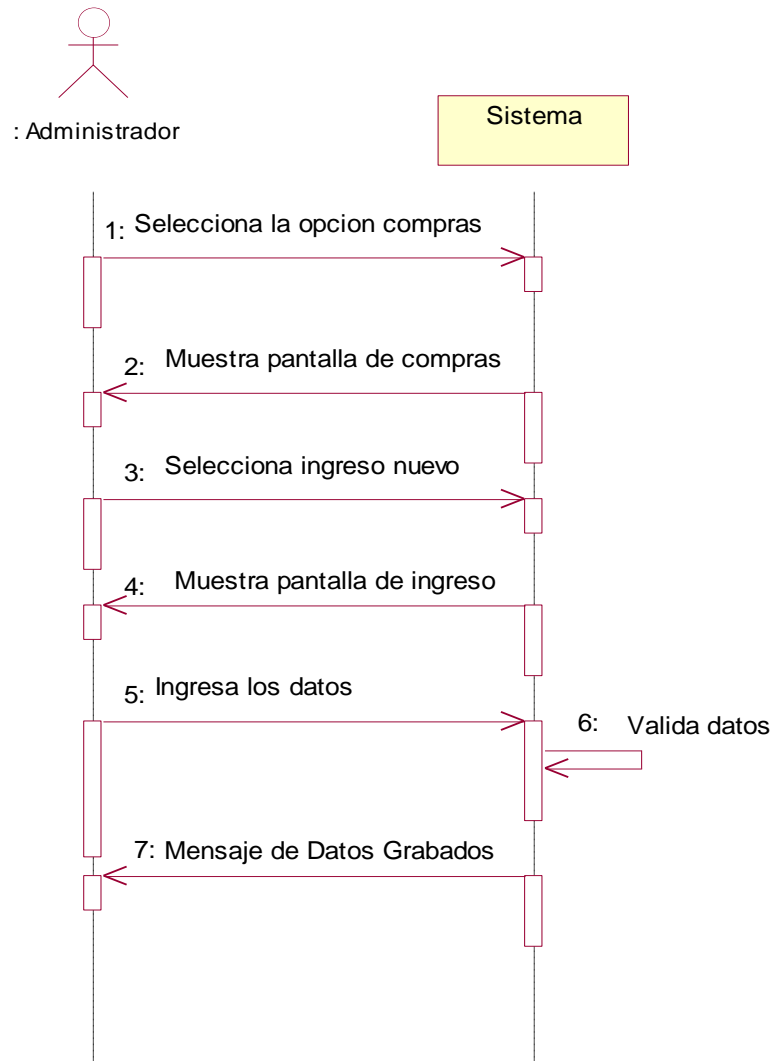 : Administrador
Sistema
1: Selecciona la opcion compras
2: Muestra pantalla de compras
3: Selecciona ingreso nuevo
4: Muestra pantalla de ingreso
5: Ingresa los datos
6: Valida datos
7: Mensaje de Datos Grabados